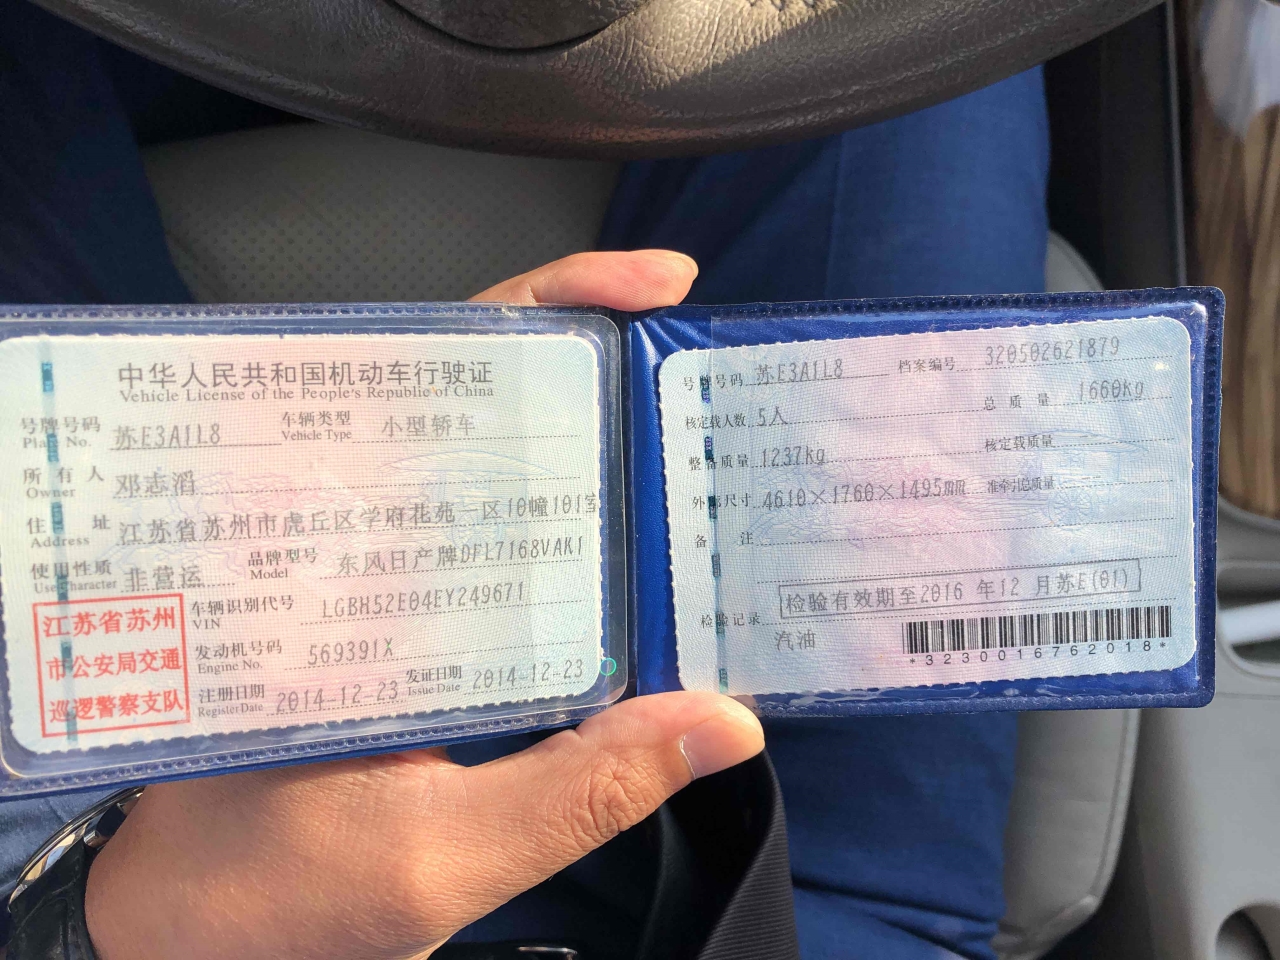 中华人民共和国机动车行驶证
Vehicle License of the People's Republic of China
号牌号码 苏E3A1L8 车辆类型 小型轿车
Plate No. Vehicle Type
所有人 邓志滔
Owner
住址 江苏省苏州市虎丘区学府花苑一区10幢101室
Address
使用性质 非营运 品牌型号 东风日产牌DFL7168VAK1
Use Character Model
江苏省苏州
市公安局交通
巡逻警察支队
车辆识别代号 LGBH52E04EY249671
VIN
发动机号码 569391X
Engine No.
注册日期 2014-12-23 发证日期 2014-12-23
Register Date Issue Date
号牌号码 苏E3A1L8 档案编号 320502621879
核定载人数 5人 总质量 1660kg
整备质量 1237kg 核定载质量
外廓尺寸 4610×1760×1495mm 准牵引总质量
备注
检验记录 检验有效期至2016年12月苏E(01)
汽油
*3230016762018*